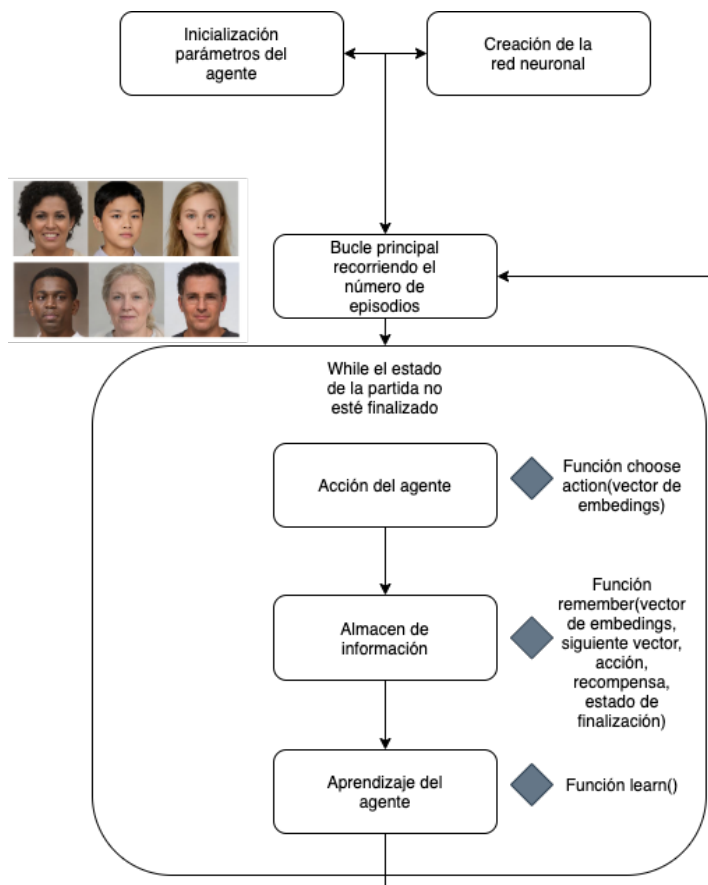 Inicialización
parámetros del
agente
Creación de la
red neuronal
Bucle principal
recorriendo el
número de
episodios
While el estado
de la partida no
esté finalizado
Acción del agente
Función choose
action(vector de
embedings)
Almacen de
información
Función
remember(vector
de embedings,
siguiente vector,
acción,
recompensa,
estado de
finalización)
Aprendizaje del
agente
Función learn()